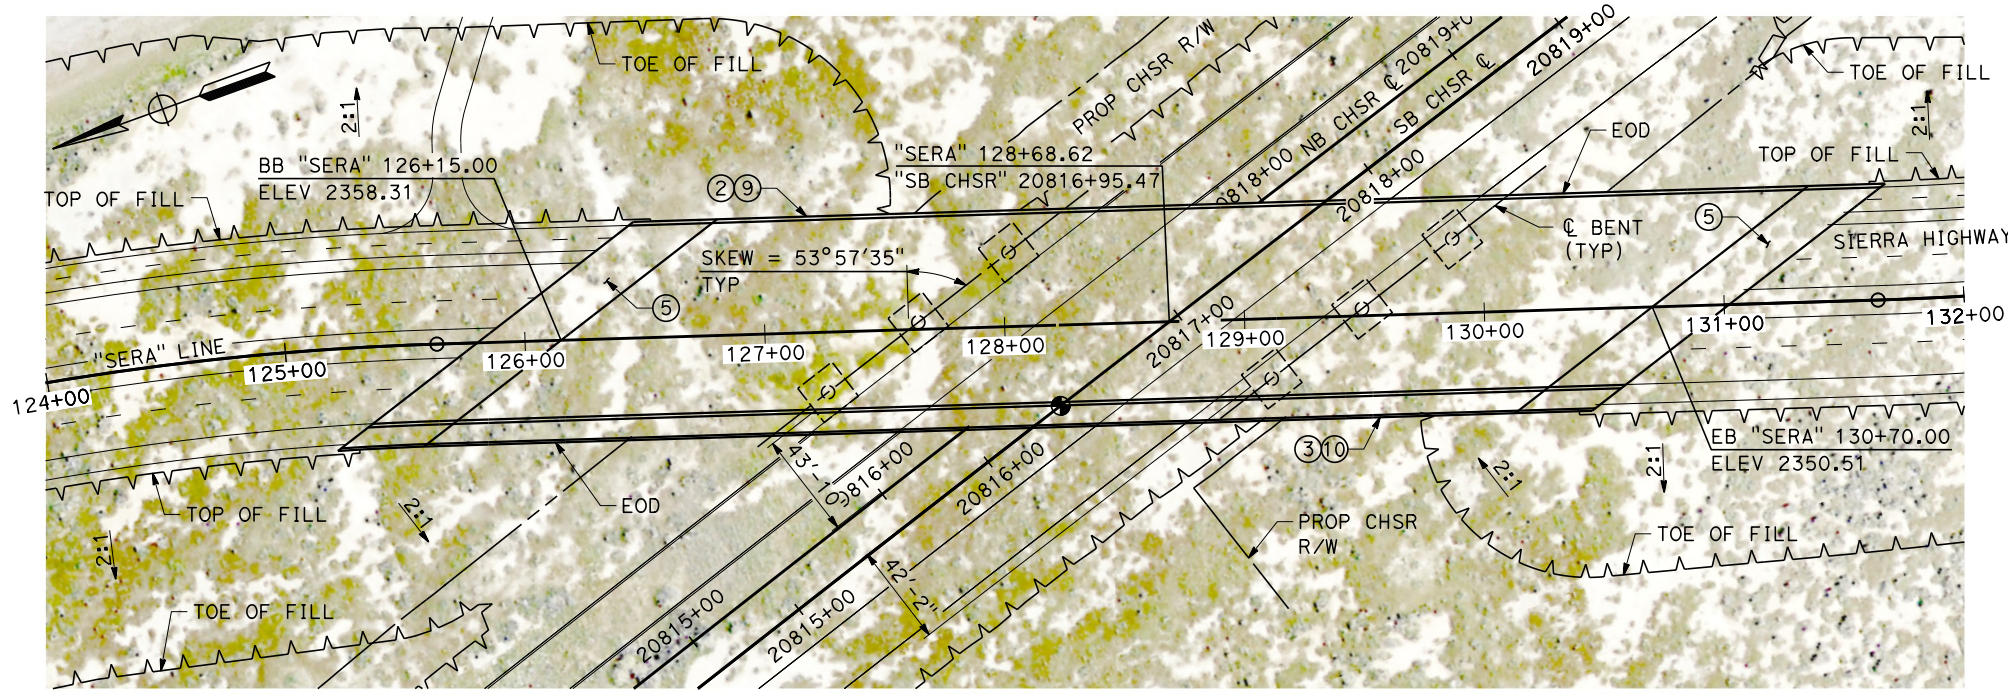 TOE OF FILL
PROP CHSR R/W
20819+0
20819+00
TOE OF FILL
2:1
2:1
NB CHSR ℄
SB CHSR ℄
EOD
BB "SERA" 126+15.00
ELEV 2358.31
"SERA" 128+68.62
"SB CHSR" 20816+95.47
TOP OF FILL
TOP OF FILL
2 9
818+00
20818+00
5
℄ BENT
(TYP)
SIERRA HIGHWAY
SKEW = 53°57'35"
TYP
5
"SERA" LINE
124+00
125+00
126+00
127+00
128+00
20817+00
129+00
130+00
131+00
132+00
3 10
EB "SERA" 130+70.00
ELEV 2350.51
43'-0
9816+00
20816+00
2:1
2:1
TOP OF FILL
EOD
2:1
2:1
PROP CHSR
R/W
TOE OF FILL
TOE OF FILL
42'-2"
20815+00
20815+00